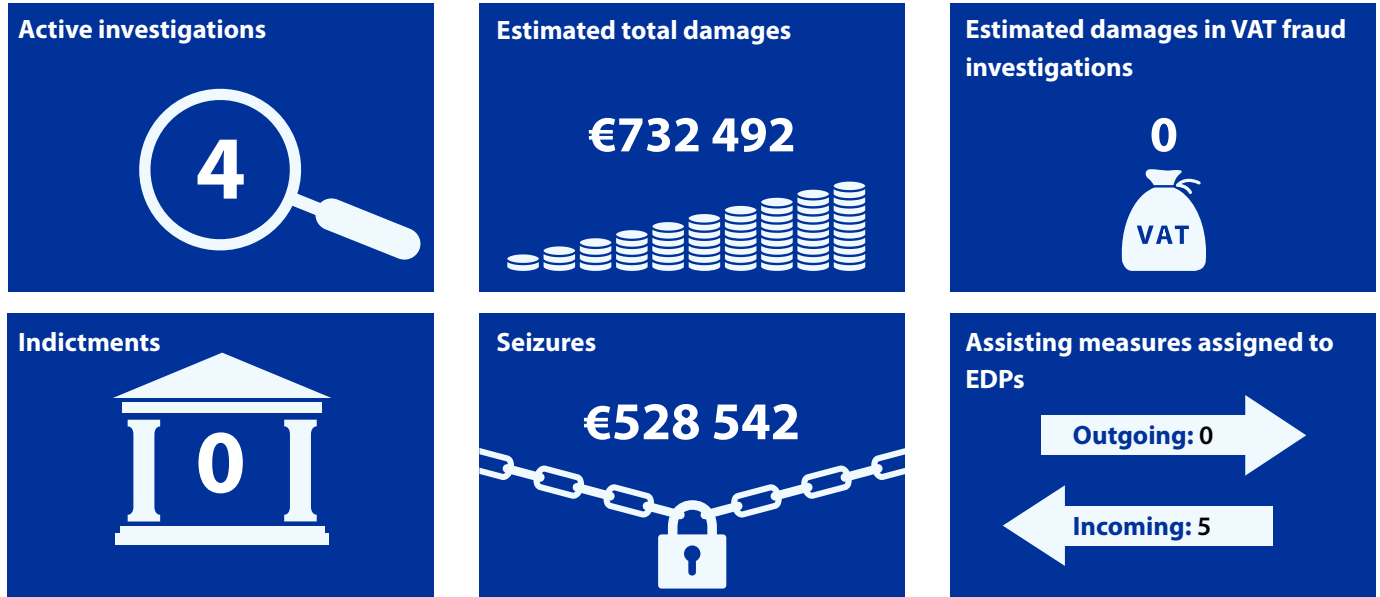 Active investigations
4
Estimated total damages
€732 492
Estimated damages in VAT fraud
investigations
0
VAT
Indictments
0
Seizures
€528 542
Assisting measures assigned to
EDPs
Outgoing: 0
Incoming: 5